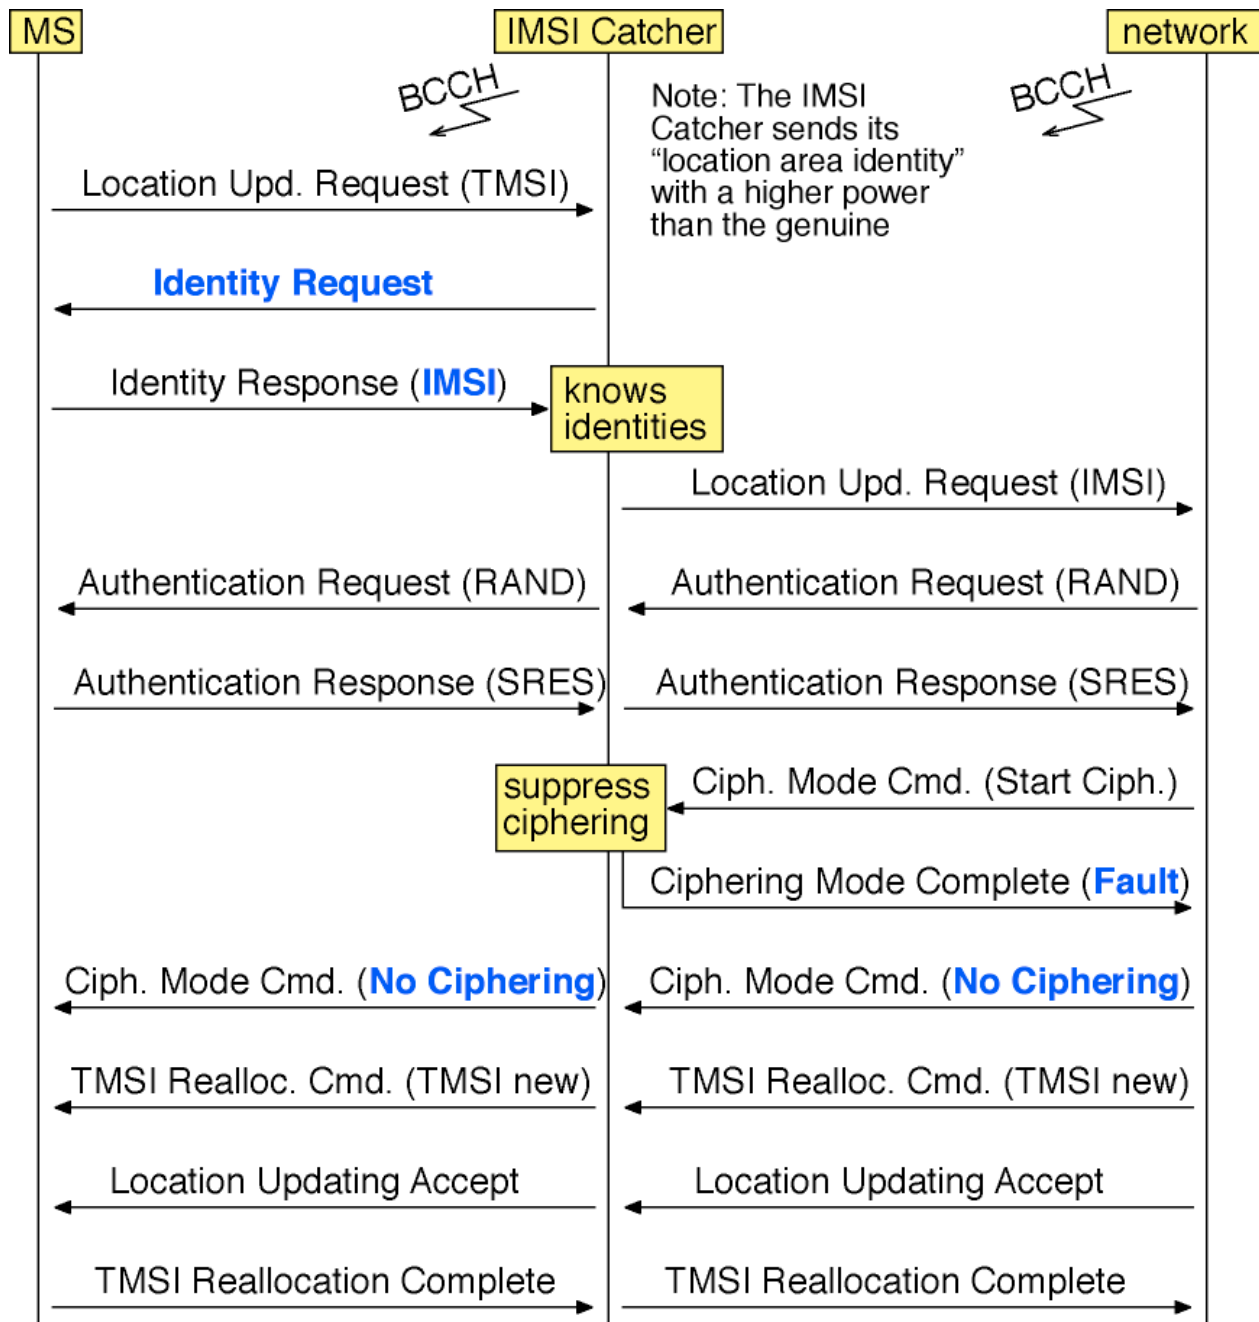 MS
IMSI Catcher
network
BCCH
Note: The IMSI
Catcher sends its
“location area identity”
with a higher power
than the genuine
BCCH
Location Upd. Request (TMSI)
Identity Request
Identity Response (IMSI)
knows
identities
Location Upd. Request (IMSI)
Authentication Request (RAND)
Authentication Request (RAND)
Authentication Response (SRES)
Authentication Response (SRES)
suppress
ciphering
Ciph. Mode Cmd. (Start Ciph.)
Ciphering Mode Complete (Fault)
Ciph. Mode Cmd. (No Ciphering)
Ciph. Mode Cmd. (No Ciphering)
TMSI Realloc. Cmd. (TMSI new)
TMSI Realloc. Cmd. (TMSI new)
Location Updating Accept
Location Updating Accept
TMSI Reallocation Complete
TMSI Reallocation Complete